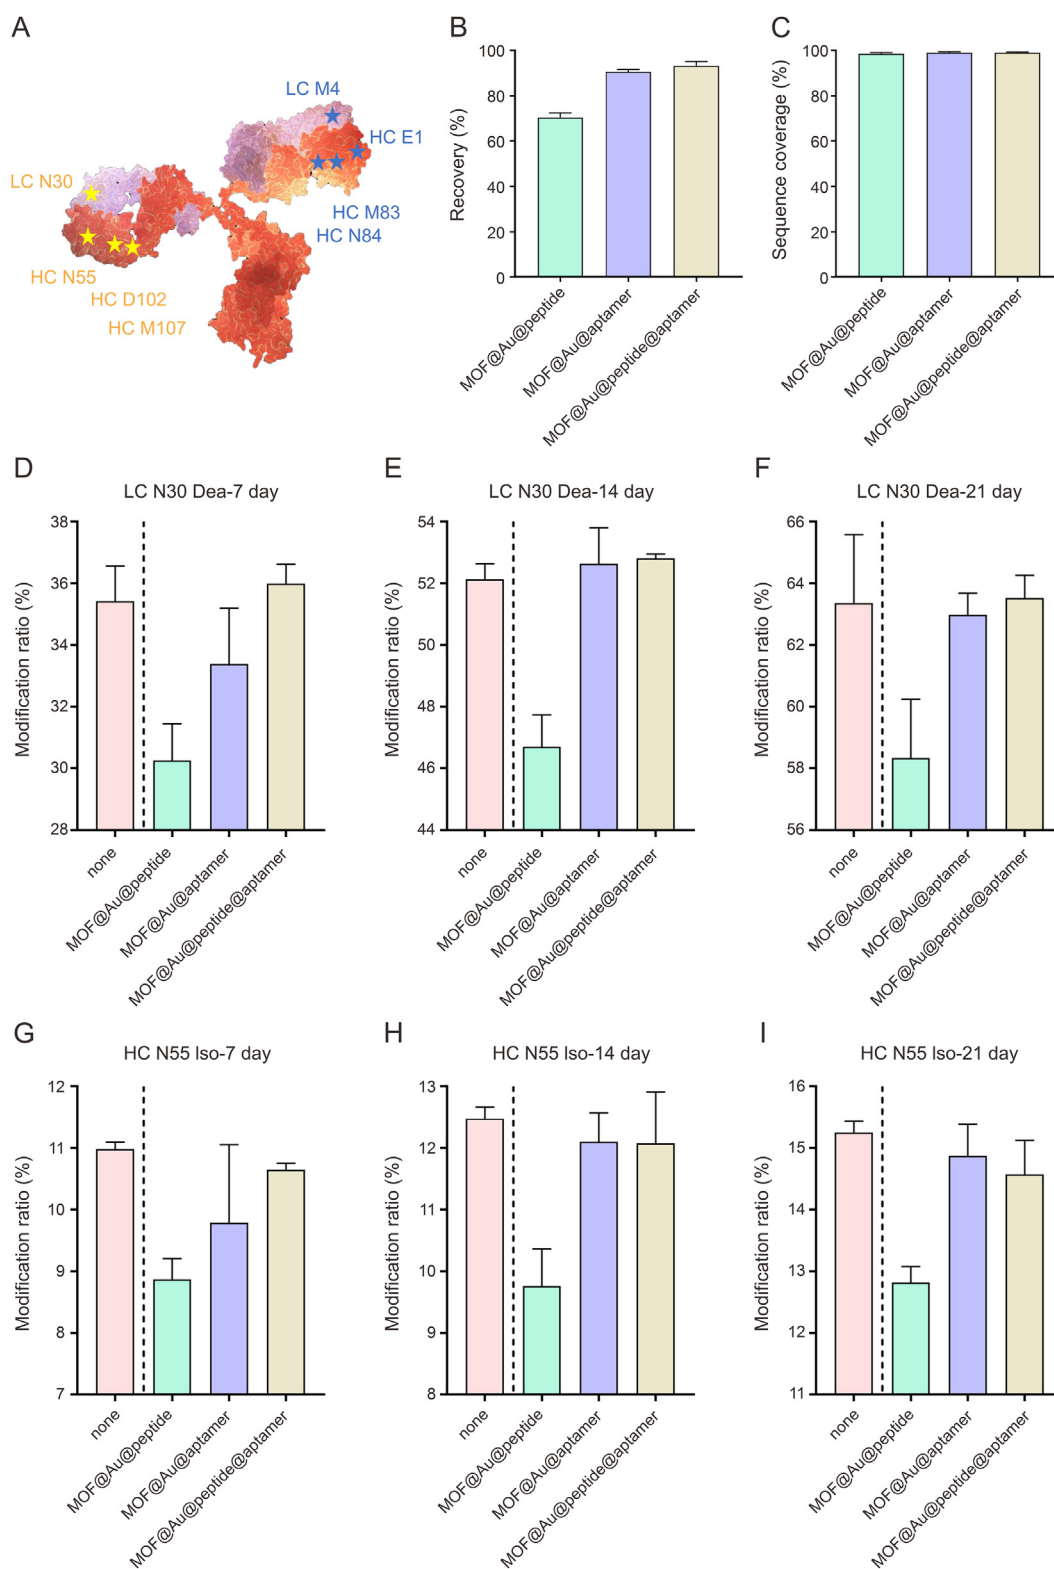 A
LC M4
HC E1
LC N30
HC M83
HC N84
HC N55
HC D102
HC M107
B
Recovery (%)
100
80
60
40
20
0
MOF@Au@peptide
MOF@Au@aptamer
MOF@Au@peptide@aptamer
C
Sequence coverage (%)
100
80
60
40
20
0
MOF@Au@peptide
MOF@Au@aptamer
MOF@Au@peptide@aptamer
D
LC N30 Dea-7 day
Modification ratio (%)
38
36
34
32
30
28
none
MOF@Au@peptide
MOF@Au@aptamer
MOF@Au@peptide@aptamer
E
LC N30 Dea-14 day
Modification ratio (%)
54
52
50
48
46
44
none
MOF@Au@peptide
MOF@Au@aptamer
MOF@Au@peptide@aptamer
F
LC N30 Dea-21 day
Modification ratio (%)
66
64
62
60
58
56
none
MOF@Au@peptide
MOF@Au@aptamer
MOF@Au@peptide@aptamer
G
HC N55 Iso-7 day
Modification ratio (%)
12
11
10
9
8
7
none
MOF@Au@peptide
MOF@Au@aptamer
MOF@Au@peptide@aptamer
H
HC N55 Iso-14 day
Modification ratio (%)
13
12
11
10
9
8
none
MOF@Au@peptide
MOF@Au@aptamer
MOF@Au@peptide@aptamer
I
HC N55 Iso-21 day
Modification ratio (%)
16
15
14
13
12
11
none
MOF@Au@peptide
MOF@Au@aptamer
MOF@Au@peptide@aptamer